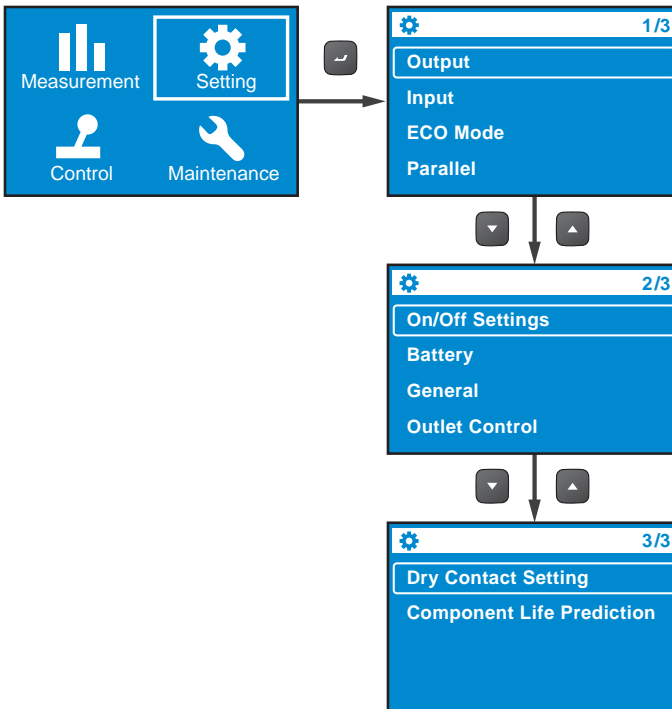 Measurement
Setting
Control
Maintenance
1/3
Output
Input
ECO Mode
Parallel
2/3
On/Off Settings
Battery
General
Outlet Control
3/3
Dry Contact Setting
Component Life Prediction